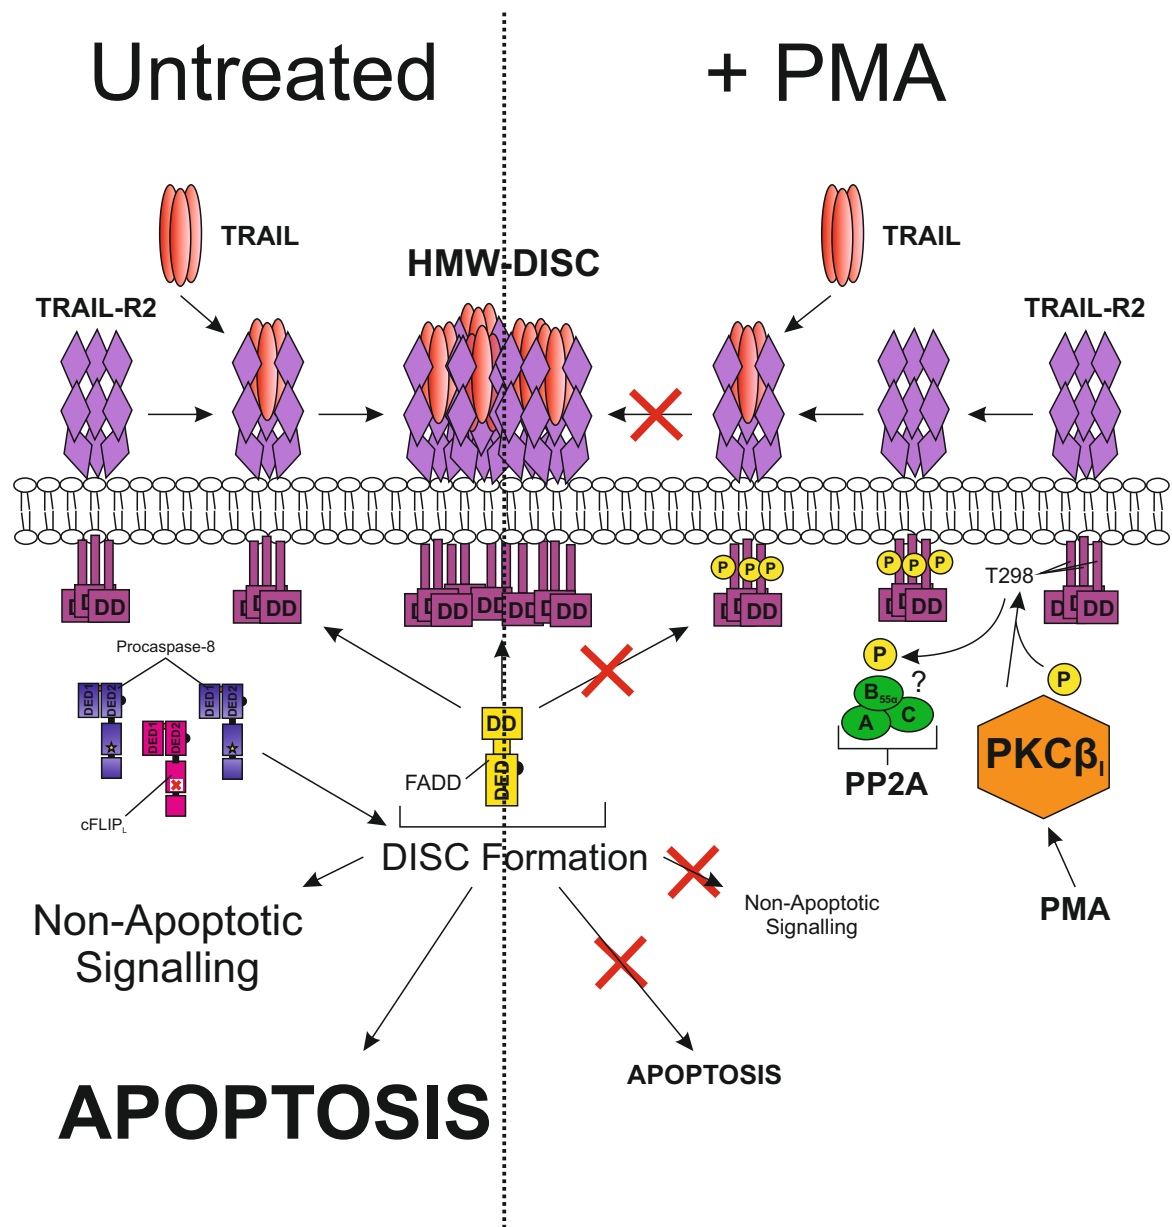 Untreated
+ PMA
TRAIL
TRAIL
HMW-DISC
TRAIL-R2
TRAIL-R2
P
P
P
P
P
P
T298
D
D
DD
D
D
DD
D
D
DD
DD
DD
D
DD
D
D
DD
D
D
DD
D
D
DD
Procaspase-8
P
P
?
DED1
DED2
DED1
DED2
B55α
A
C
DD
DED1
DED2
PKCβI
FADD
DED
PP2A
cFLIPL
DISC Formation
Non-Apoptotic
Signalling
Non-Apoptotic
Signalling
PMA
APOPTOSIS
APOPTOSIS